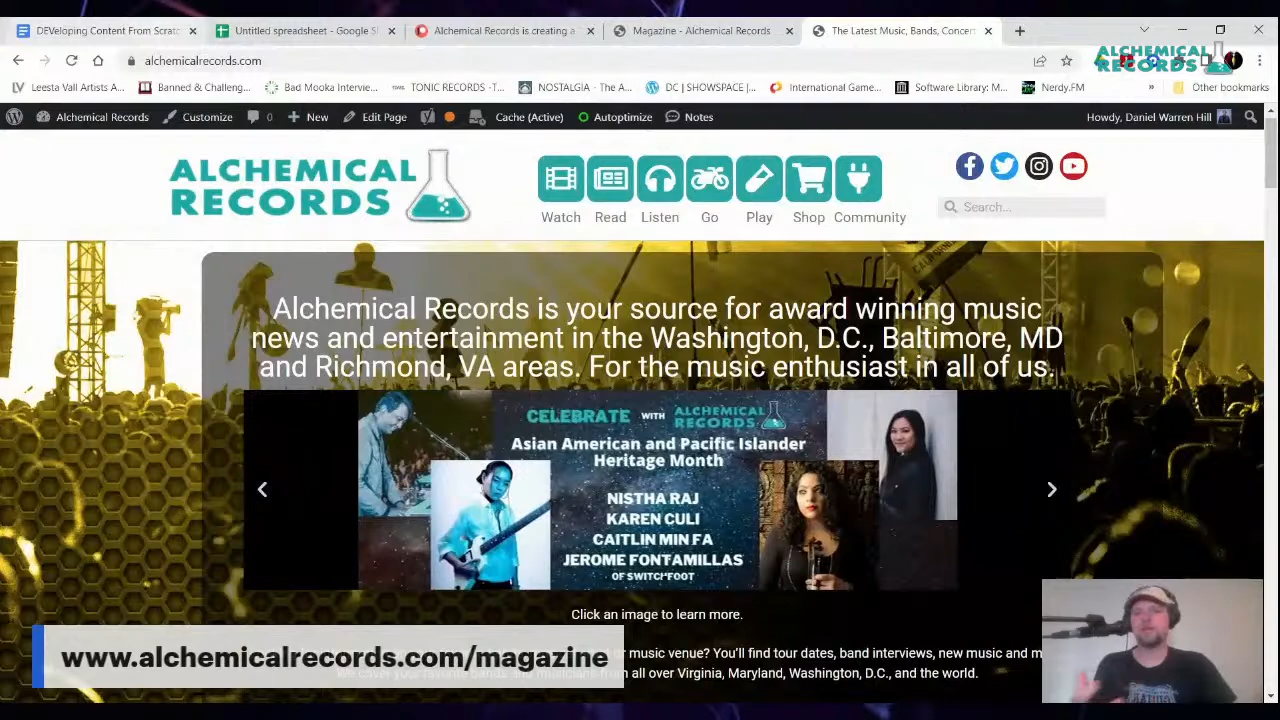 DEVeloping Content From Scratc
Untitled spreadsheet - Google S
Alchemical Records is creating a
Magazine - Alchemical Records
The Latest Music, Bands, Concert
alchemicalrecords.com
ALCHEMICAL
RECORDS
Leesta Vall Artists A...
Banned & Challeng...
Bad Movie Intervie...
TONIC RECORDS - T...
NOSTALGIA - The A...
DC | SHOWSPACE |...
International Game...
Software Library: M...
Nerdy.FM
»
Other bookmarks
Alchemical Records
Customize
0
New
Edit Page
Cache (Active)
Autoptimize
Notes
Howdy, Daniel Warren Hill
ALCHEMICAL
RECORDS
Watch
Read
Listen
Go
Play
Shop
Community
Search...
Alchemical Records is your source for award winning music
news and entertainment in the Washington, D.C., Baltimore, MD
and Richmond, VA areas. For the music enthusiast in all of us.
CELEBRATE WITH ALCHEMICAL RECORDS
Asian American and Pacific Islander
Heritage Month
NISTHA RAJ
KAREN CULI
CAITLIN MIN FA
JEROME FONTAMILLAS
OF SWITCHFOOT
Click an image to learn more.
or music venue? You'll find tour dates, band interviews, new music and m
all over Virginia, Maryland, Washington, D.C., and the world.
www.alchemicalrecords.com/magazine